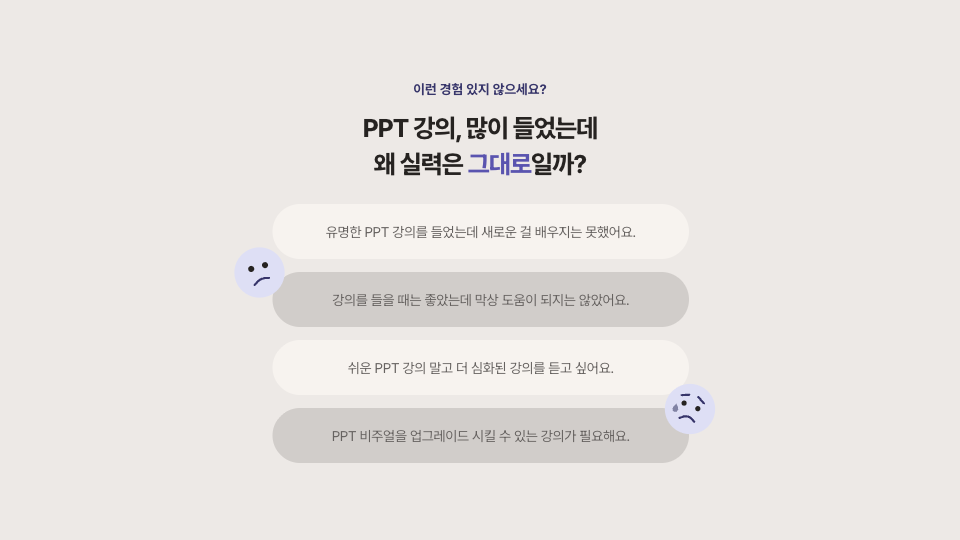 이런 경험 있지 않으세요?
PPT 강의, 많이 들었는데
왜 실력은 그대로일까?
유명한 PPT 강의를 들었는데 새로운 걸 배우지는 못했어요.
강의를 들을 때는 좋았는데 막상 도움이 되지는 않았어요.
쉬운 PPT 강의 말고 더 심화된 강의를 듣고 싶어요.
PPT 비주얼을 업그레이드 시킬 수 있는 강의가 필요해요.